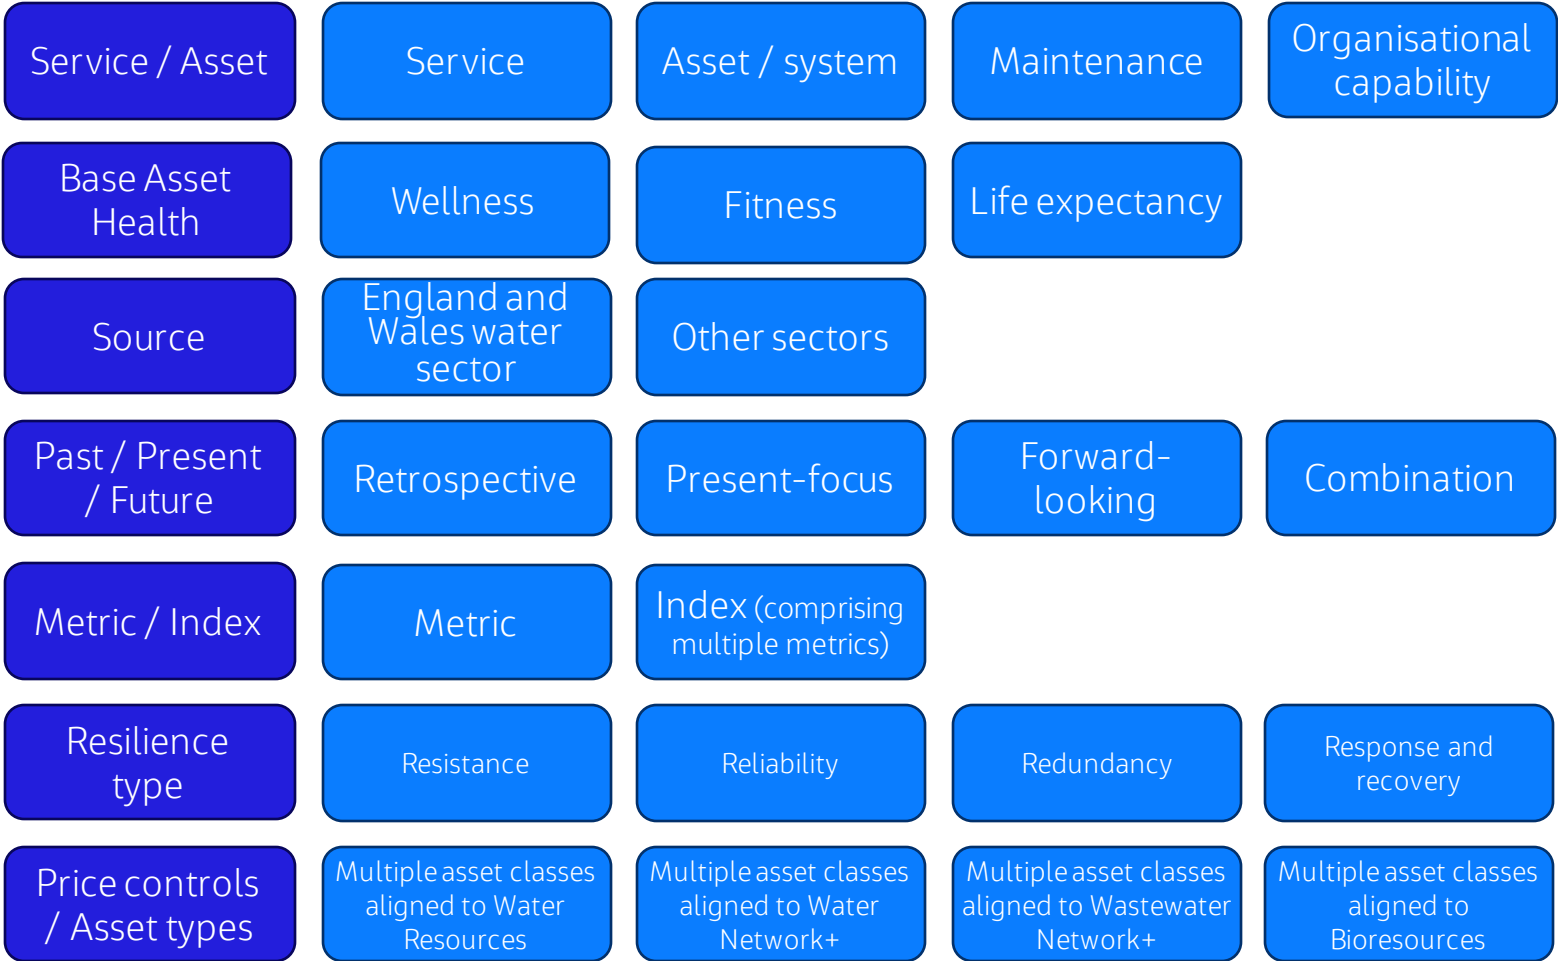 Service / Asset
Service
Asset / system
Maintenance
Organisational
capability
Base Asset
Health
Wellness
Fitness
Life expectancy
Source
England and
Wales water
sector
Other sectors
Past / Present
/ Future
Retrospective
Present-focus
Forward-
looking
Combination
Metric / Index
Metric
Index (comprising
multiple metrics)
Resilience
type
Resistance
Reliability
Redundancy
Response and
recovery
Price controls
/ Asset types
Multiple asset classes
aligned to Water
Resources
Multiple asset classes
aligned to Water
Network+
Multiple asset classes
aligned to Wastewater
Network+
Multiple asset classes
aligned to
Bioresources